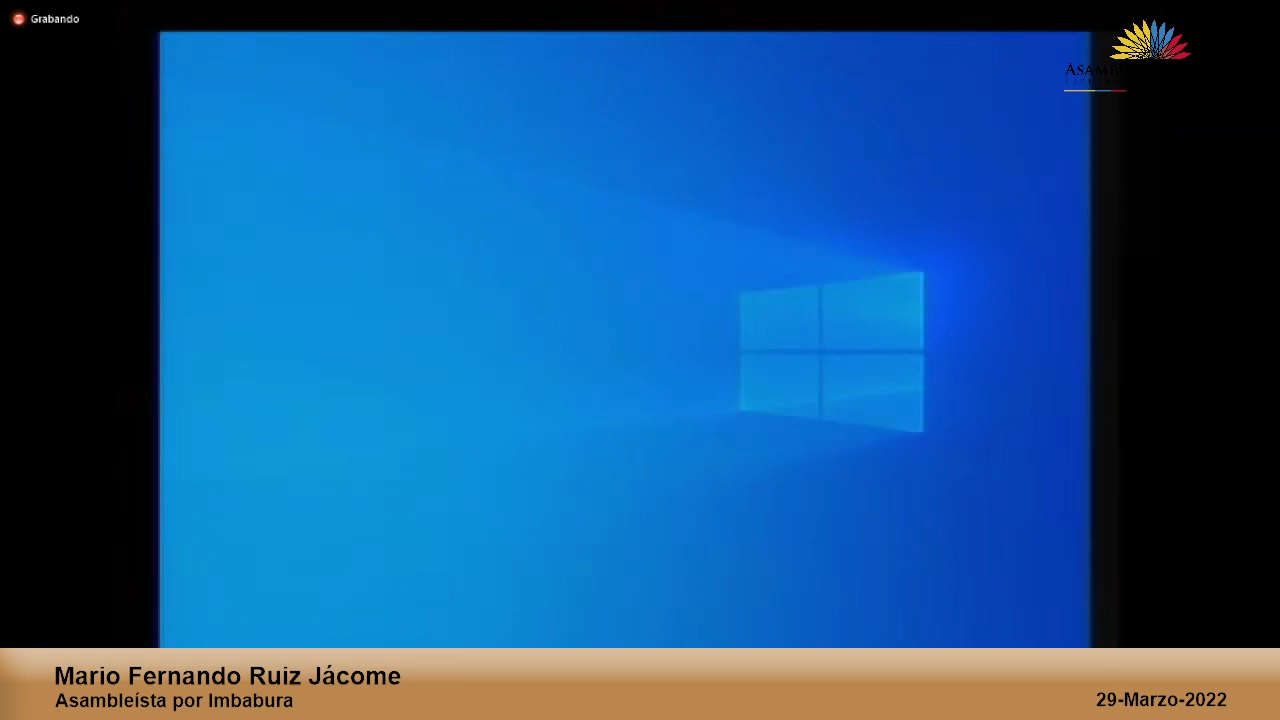 Grabando
Mario Fernando Ruiz Jácome
Asambleísta por Imbabura
29-Marzo-2022